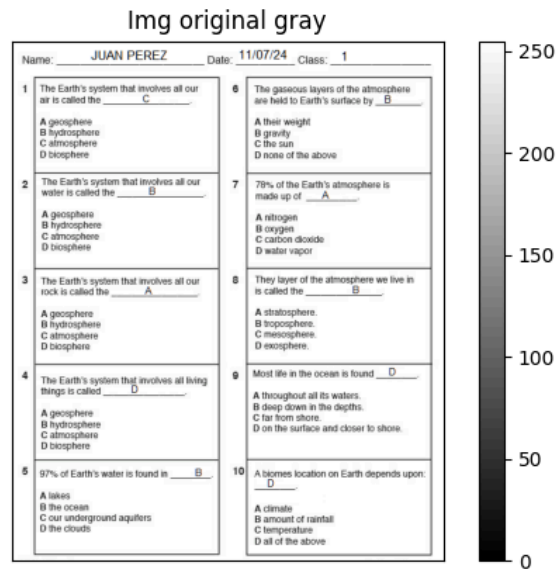 Img original gray
Name: JUAN PEREZ Date: 11/07/24 Class: 1
1 The Earth's system that involves all our
air is called the C.
A geosphere
B hydrosphere
C atmosphere
D biosphere
2 The Earth's system that involves all our
water is called the B.
A geosphere
B hydrosphere
C atmosphere
D biosphere
3 The Earth's system that involves all our
rock is called the A.
A geosphere
B hydrosphere
C atmosphere
D biosphere
4 The Earth's system that involves all living
things is called D.
A geosphere
B hydrosphere
C atmosphere
D biosphere
5 97% of Earth's water is found in B.
A lakes
B the ocean
C our underground aquifers
D the clouds
6 The gaseous layers of the atmosphere
are held to Earth's surface by B.
A their weight
B gravity
C the sun
D none of the above
7 78% of the Earth's atmosphere is
made up of A.
A nitrogen
B oxygen
C carbon dioxide
D water vapor
8 They layer of the atmosphere we live in
is called the B.
A stratosphere.
B troposphere.
C mesosphere.
D exosphere.
9 Most life in the ocean is found D.
A throughout all its waters.
B deep down in the depths.
C far from shore.
D on the surface and closer to shore.
10 A biomes location on Earth depends upon:
D.
A climate
B amount of rainfall
C temperature
D all of the above
250
200
150
100
50
0